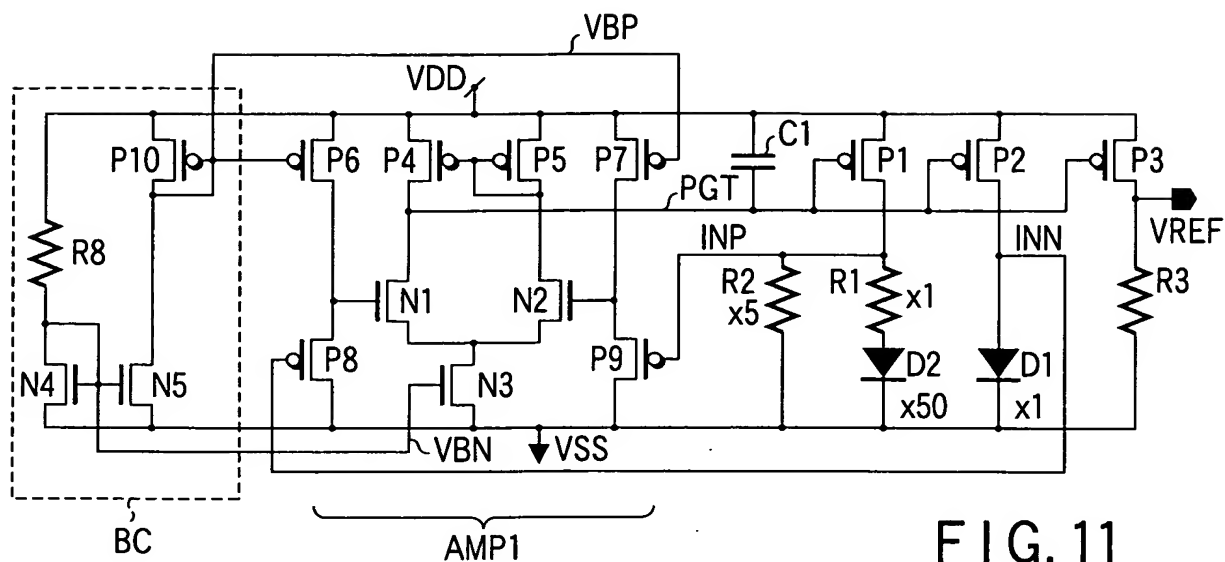 VBP
VDD
C1
P10
P6
P4
P5
P7
P1
P2
P3
PGT
VREF
R8
INP
INN
R2
x5
R1
x1
R3
N1
N2
P8
P9
N4
N5
N3
D2
x50
D1
x1
VBN
VSS
BC
AMP1
FIG. 11